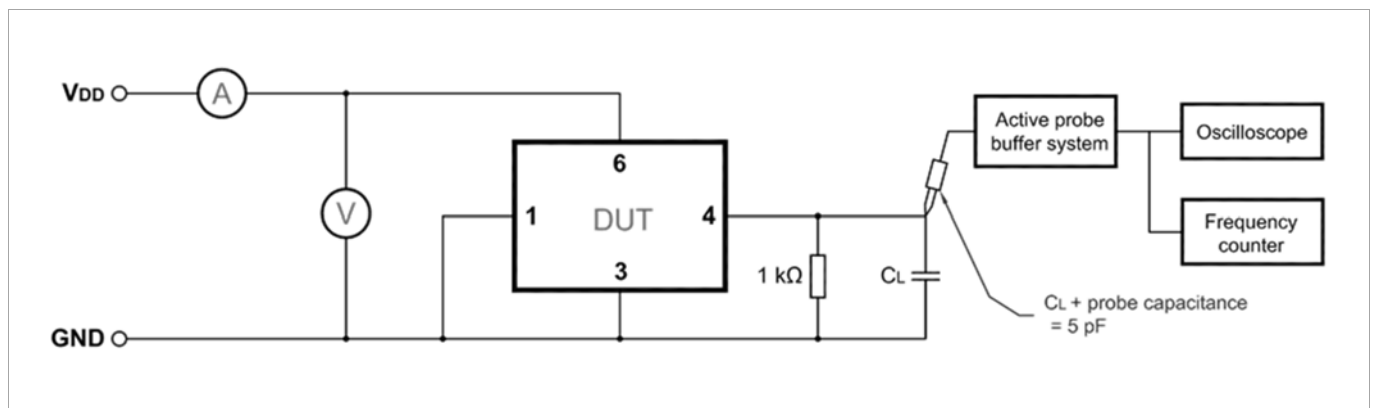 VDD
A
V
GND
6
1
DUT
4
3
1 kΩ
CL
Active probe
buffer system
Oscilloscope
Frequency
counter
CL + probe capacitance
= 5 pF